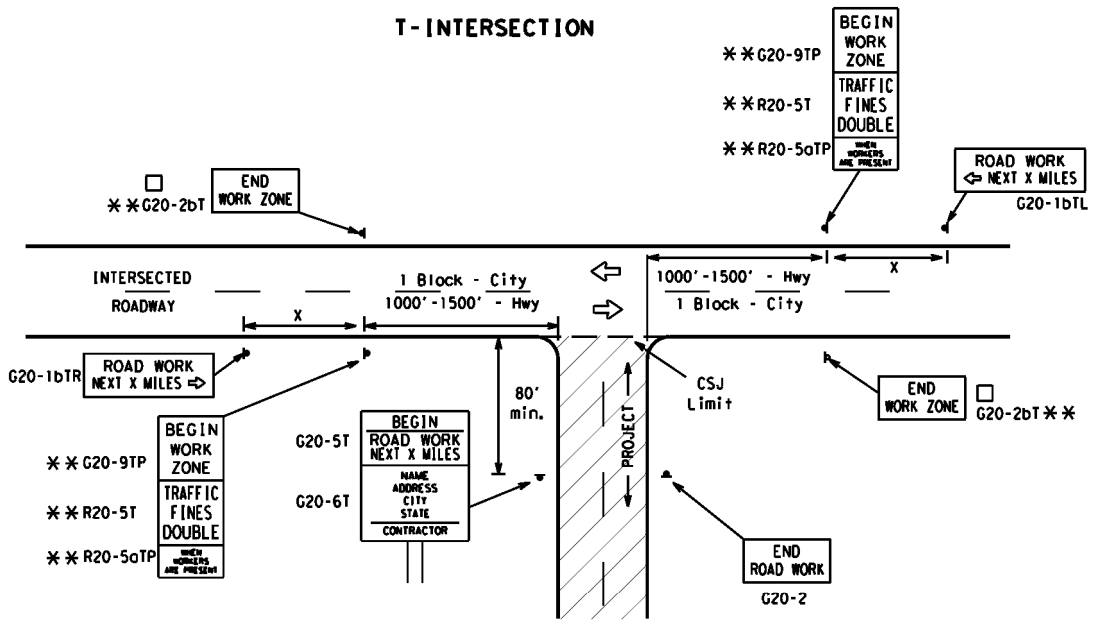 T-INTERSECTION
BEGIN
WORK
ZONE
**G20-9TP
TRAFFIC
FINES
DOUBLE
**R20-5T
WHEN
WORKERS
ARE PRESENT
**R20-5aTP
ROAD WORK
⇦ NEXT X MILES
G20-1bTL
END
WORK ZONE
□
**G20-2bT
INTERSECTED
ROADWAY
1 Block - City
1000'-1500' - Hwy
X
1000'-1500' - Hwy
1 Block - City
X
G20-1bTR
ROAD WORK
NEXT X MILES ⇨
80'
min.
CSJ
Limit
PROJECT
END
WORK ZONE
□
G20-2bT**
BEGIN
WORK
ZONE
**G20-9TP
TRAFFIC
FINES
DOUBLE
**R20-5T
WHEN
WORKERS
ARE PRESENT
**R20-5aTP
G20-5T
BEGIN
ROAD WORK
NEXT X MILES
G20-6T
NAME
ADDRESS
CITY
STATE
CONTRACTOR
END
ROAD WORK
G20-2